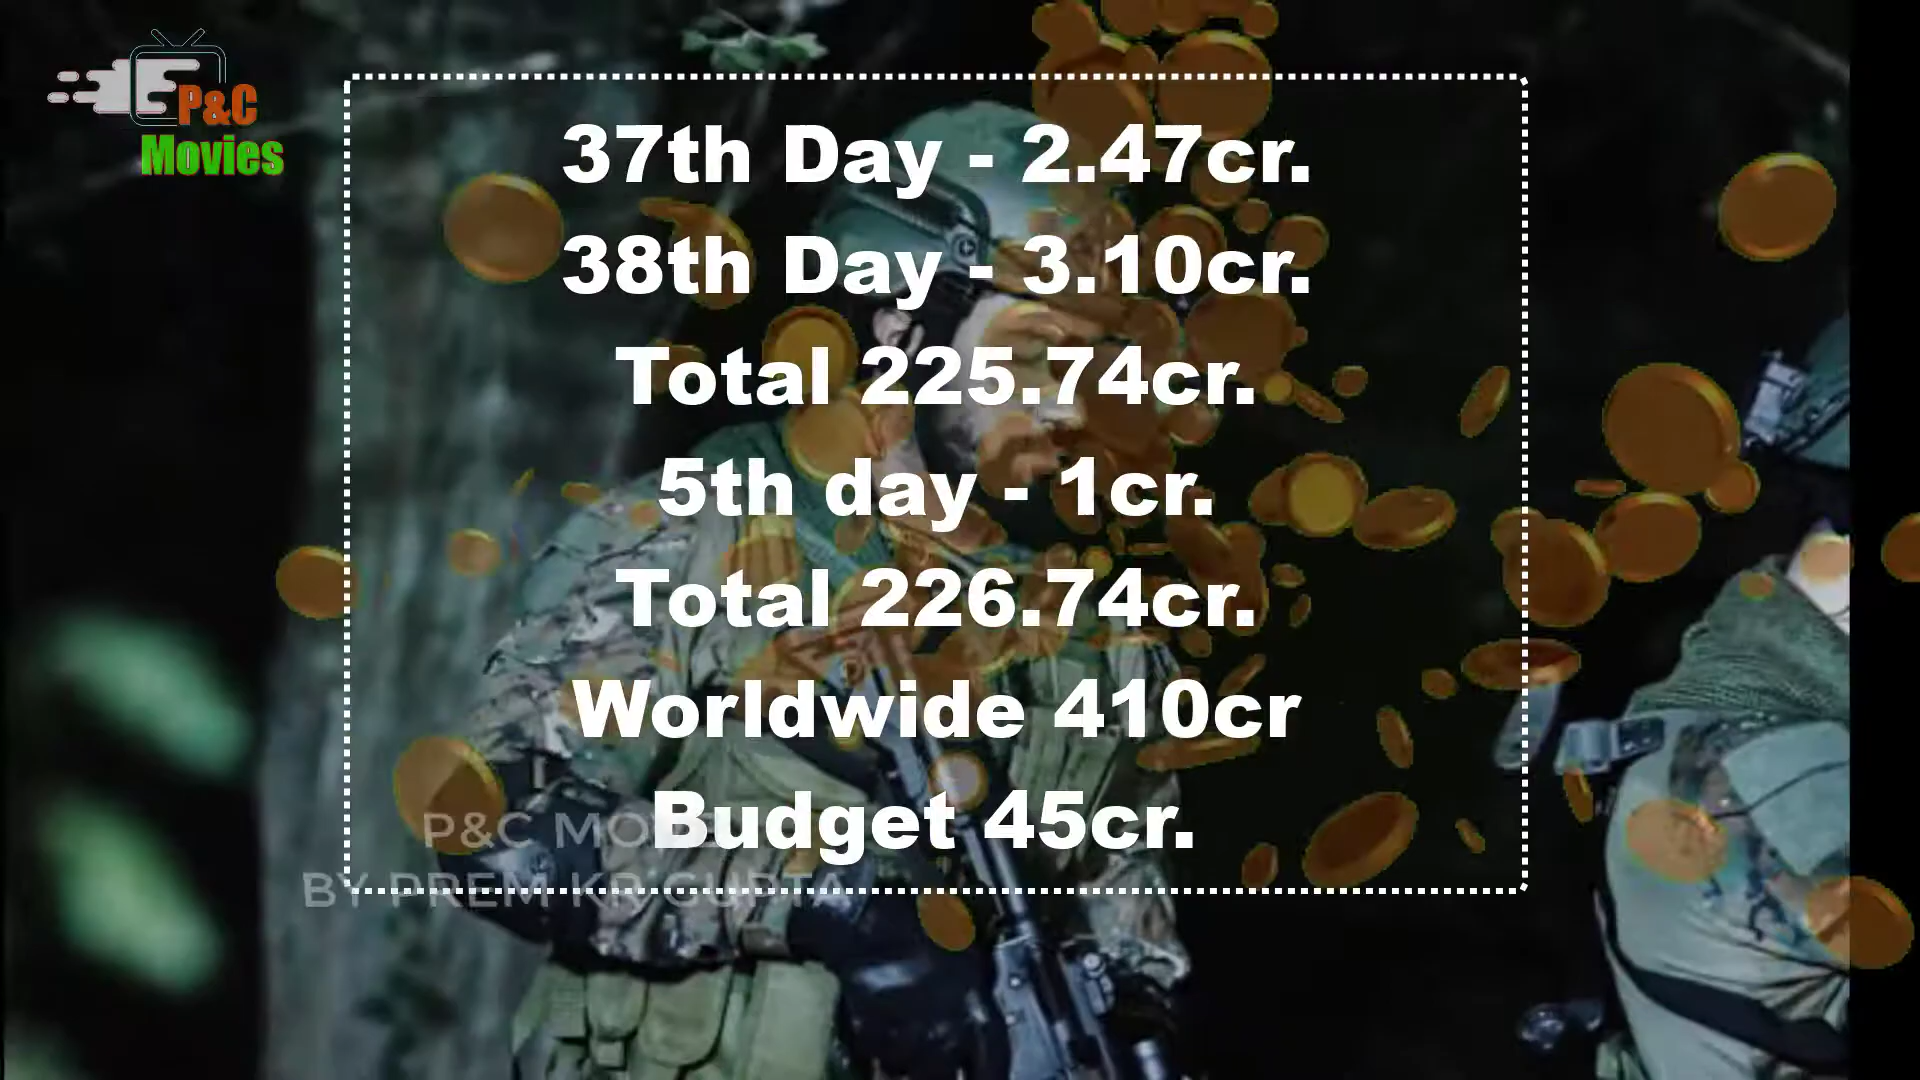 P&C
Movies
37th Day - 2.47cr.
38th Day - 3.10cr.
Total 225.74cr.
5th day - 1cr.
Total 226.74cr.
Worldwide 410cr
Budget 45cr.
P&C MO
BY PREM KR GUPTA